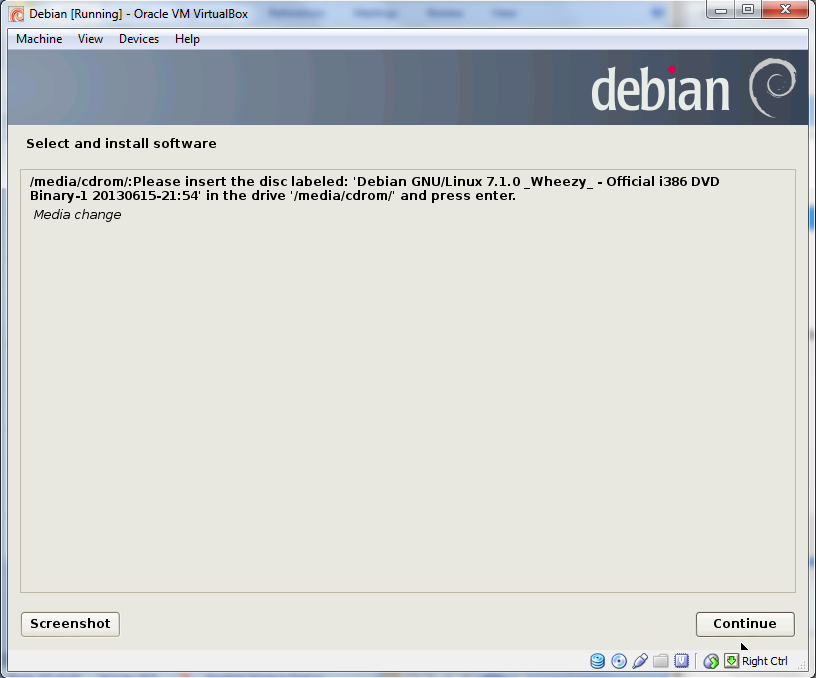 Debian [Running] - Oracle VM VirtualBox
Machine View Devices Help
debian
Select and install software
/media/cdrom/:Please insert the disc labeled: 'Debian GNU/Linux 7.1.0 _Wheezy_ - Official i386 DVD
Binary-1 20130615-21:54' in the drive '/media/cdrom/' and press enter.
Media change
Screenshot
Continue
Right Ctrl